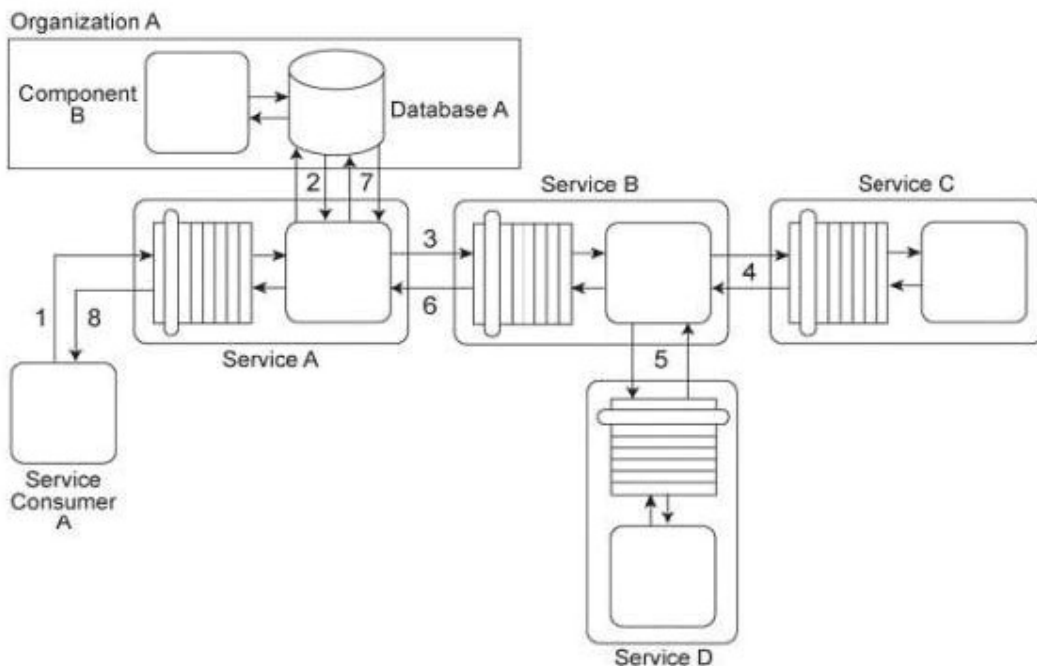 Organization A
Component
B
Database A
2
7
Service B
Service C
3
4
6
1
8
Service A
5
Service
Consumer
A
Service D